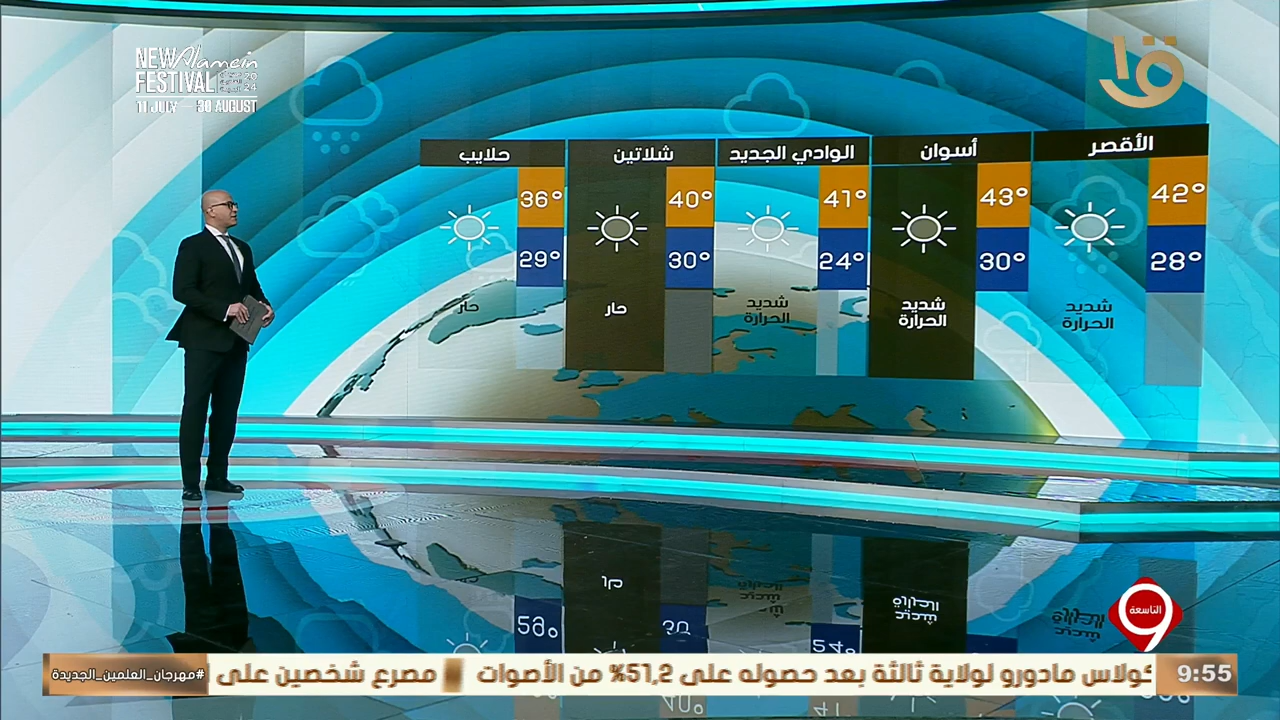 NEW Alamein
FESTIVAL 2024
11 JULY — 30 AUGUST
الأقصر
42°
28°
شديد
الحرارة
أسوان
43°
30°
شديد
الحرارة
الوادي الجديد
41°
24°
شديد
الحرارة
شلاتين
40°
30°
حار
حلايب
36°
29°
حار
التاسعة
9
9:55
كولاس مادورو لولاية ثالثة بعد حصوله على 51,2% من الأصوات
مصرع شخصين على
#مهرجان_العلمين_الجديدة